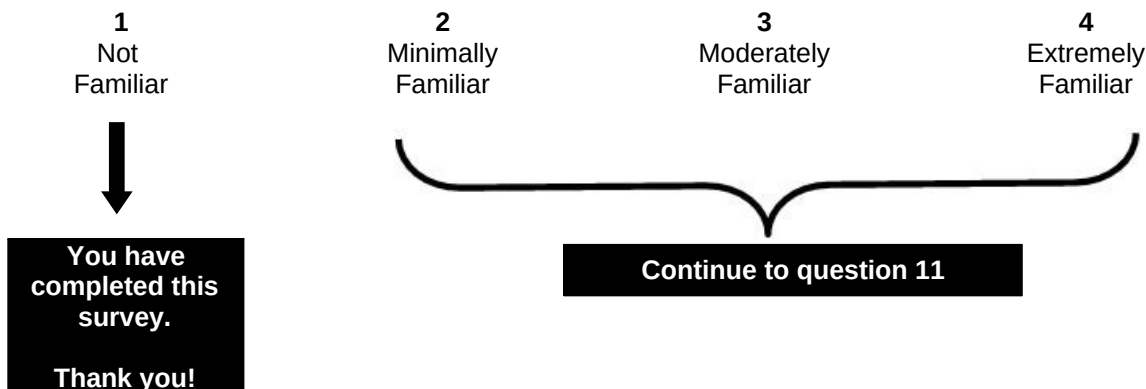 1 2 3 4
Not Minimally Moderately Extremely
Familiar Familiar Familiar Familiar
You have
completed this
survey.
Thank you!
Continue to question 11